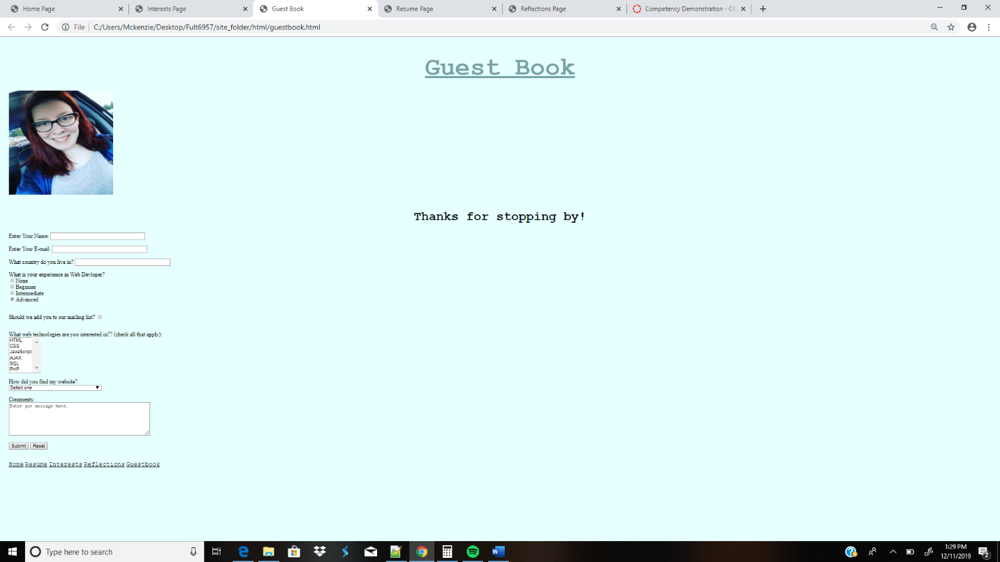 Home Page
Interests Page
Guest Book
Resume Page
Reflections Page
Competency Demonstration - CI
File
C:/Users/Mckenzie/Desktop/Fult6957/site_folder/html/guestbook.html
Guest Book
Thanks for stopping by!
Enter Your Name:
Enter Your E-mail:
What country do you live in?
What is your experience as Web Devloper?
None
Beginner
Intermediate
Advanced
Should we add you to our mailing list?
What web technologies are you interested in?? (check all that apply):
HTML
CSS
JavaScript
AJAX
SQL
PHP
How did you find my website?
Select one
Comments:
Enter yor message here.
Submit Reset
Home Resume Interests Reflections Guestbook
Type here to search
1:29 PM
12/11/2019
2